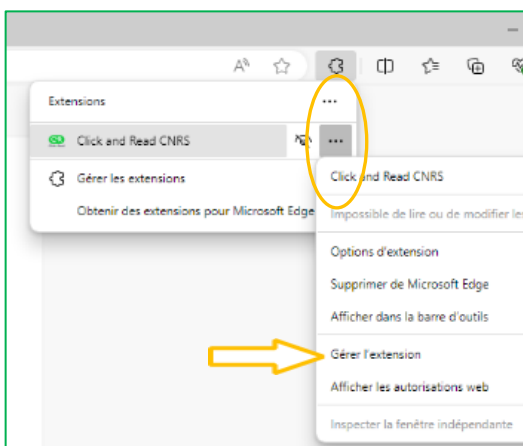 Extensions
Click and Read CNRS
Gérer les extensions
Obtenir des extensions pour Microsoft Edge
Click and Read CNRS
Impossible de lire ou de modifier les
Options d'extension
Supprimer de Microsoft Edge
Afficher dans la barre d'outils
Gérer l'extension
Afficher les autorisations web
Inspecter la fenêtre indépendante